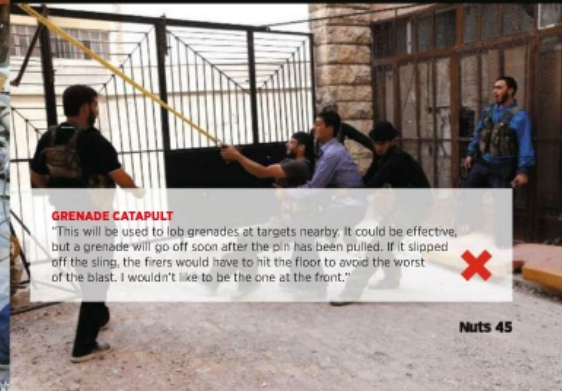 GRENADE CATAPULT
"This will be used to lob grenades at targets nearby. It could be effective,
but a grenade will go off soon after the pin has been pulled. If it slipped
off the sling, the firers would have to hit the floor to avoid the worst
of the blast. I wouldn't like to be the one at the front."
Nuts 45